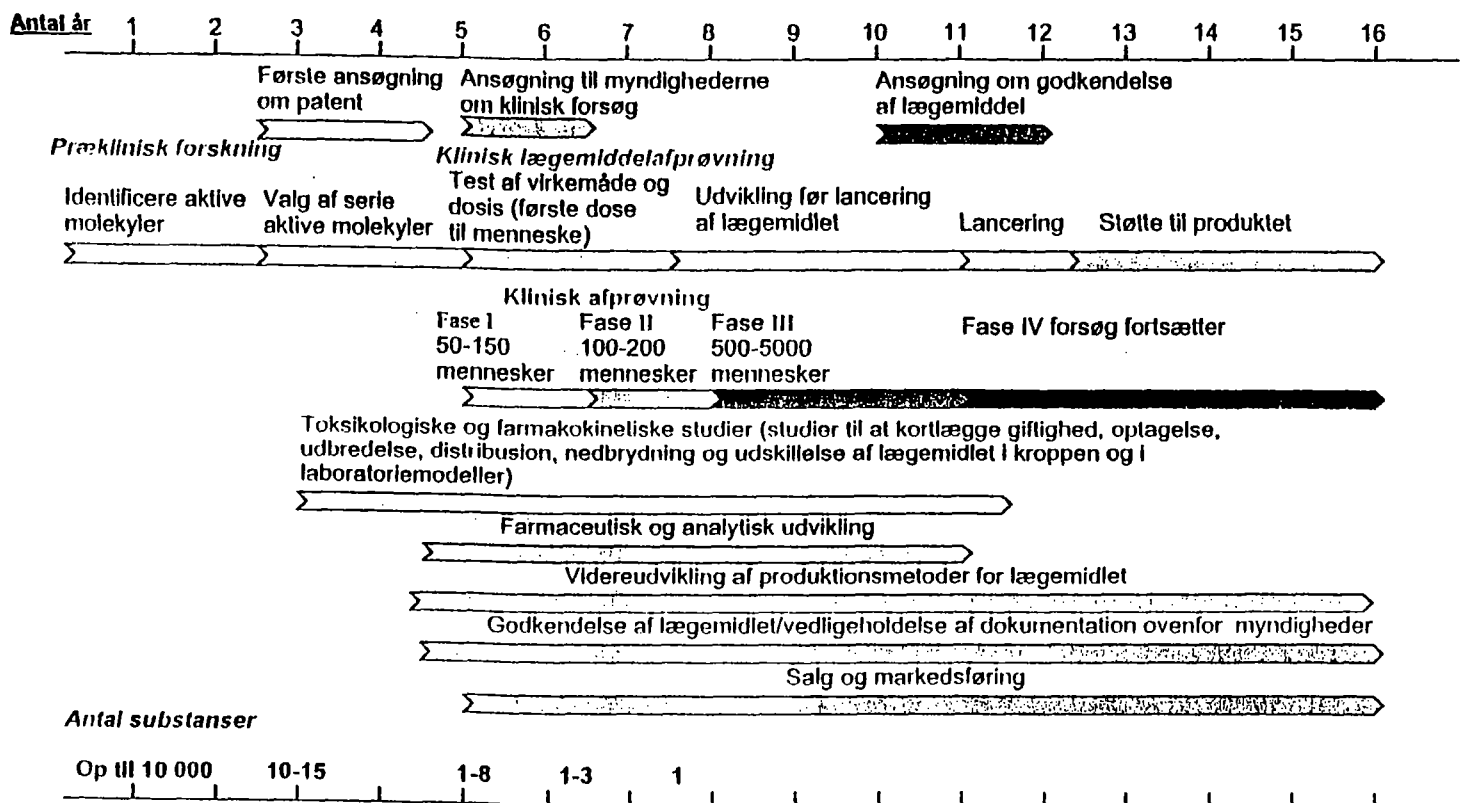 Antal år 1 2 3 4 5 6 7 8 9 10 11 12 13 14 15 16
Første ansøgning
om patent
Ansøgning til myndighederne
om klinisk forsøg
Ansøgning om godkendelse
af lægemiddel
Præklinisk forskning
Klinisk lægemiddelafprøvning
Identificere aktive
molekyler
Valg af serie
aktive molekyler
Test af virkemåde og
dosis (første dose
til menneske)
Udvikling før lancering
af lægemidlet
Lancering
Støtte til produktet
Klinisk afprøvning
Fase I
50-150
mennesker
Fase II
100-200
mennesker
Fase III
500-5000
mennesker
Fase IV forsøg fortsætter
Toksikologiske og farmakokinetiske studier (studier til at kortlægge giftighed, optagelse,
udbredelse, distribusion, nedbrydning og udskillelse af lægemidlet i kroppen og i
laboratoriemodeller)
Farmaceutisk og analytisk udvikling
Videreudvikling af produktionsmetoder for lægemidlet
Godkendelse af lægemidlet/vedligeholdelse af dokumentation ovenfor myndigheder
Salg og markedsføring
Antal substanser
Op til 10 000 10-15 1-8 1-3 1